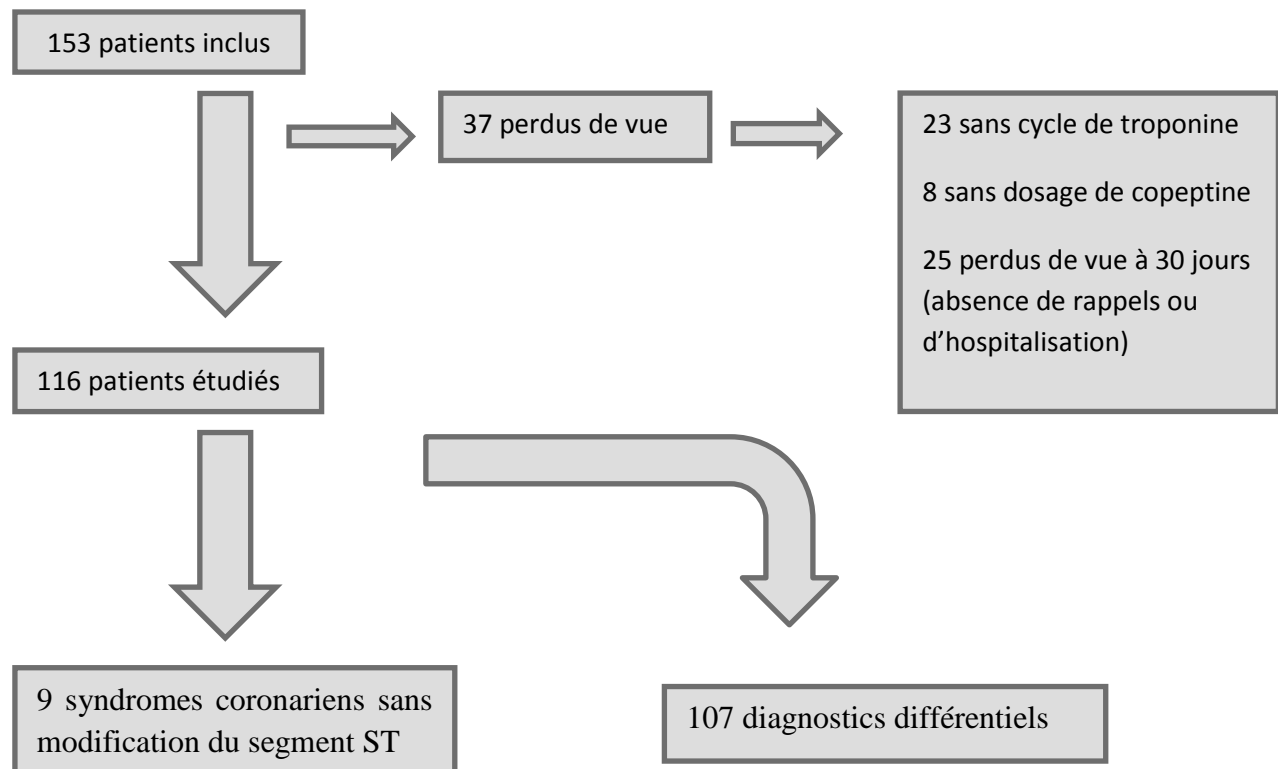 153 patients inclus
37 perdus de vue
23 sans cycle de troponine
8 sans dosage de copeptine
25 perdus de vue à 30 jours
(absence de rappels ou
d’hospitalisation)
116 patients étudiés
9 syndromes coronariens sans
modification du segment ST
107 diagnostics différentiels